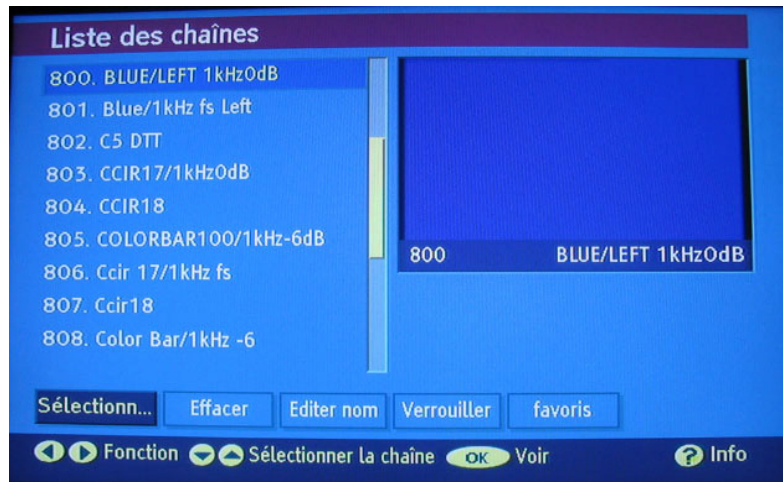 Liste des chaînes
800. BLUE/LEFT 1kHz0dB
801. Blue/1kHz fs Left
802. C5 DTT
803. CCIR17/1kHz0dB
804. CCIR18
805. COLORBAR100/1kHz-6dB
806. Ccir 17/1kHz fs
807. Ccir18
808. Color Bar/1kHz -6
800 BLUE/LEFT 1kHz0dB
Sélectionn... Effacer Editer nom Verrouiller favoris
Fonction Sélectionner la chaîne OK Voir ? Info